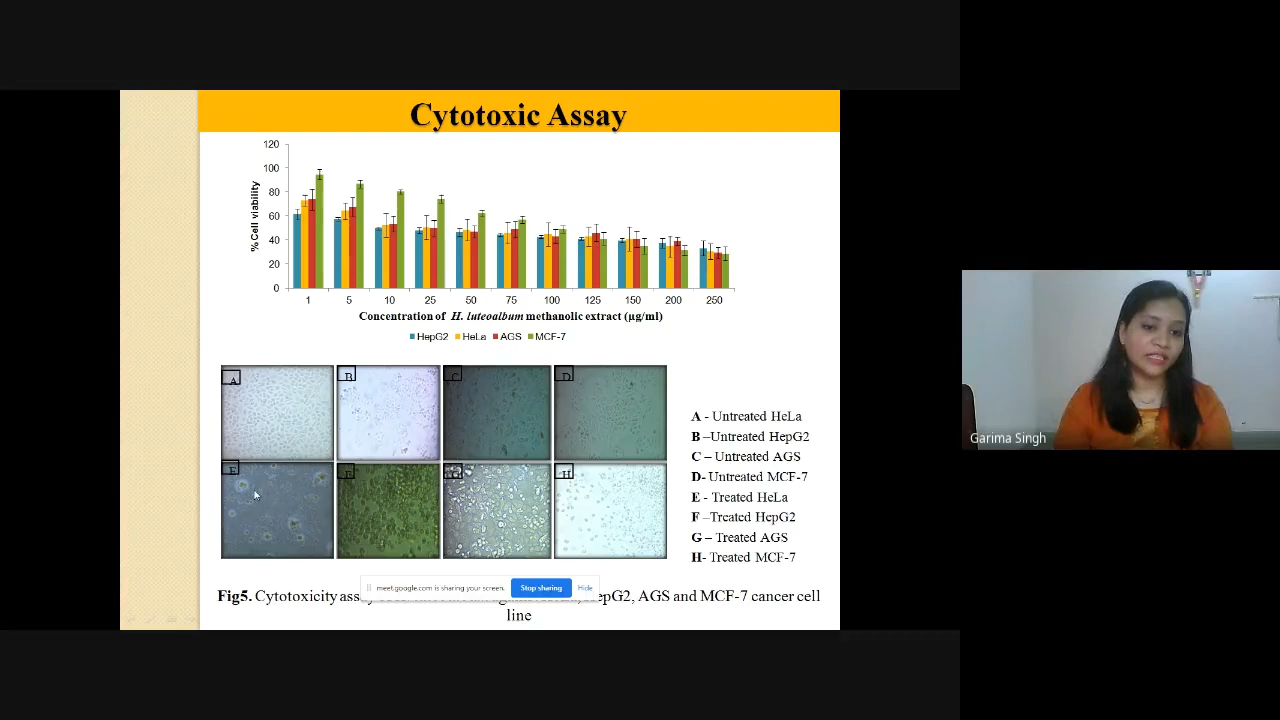 Cytotoxic Assay
120
100
80
60
40
20
0
% Cell viability
1 5 10 25 50 75 100 125 150 200 250
Concentration of H. luteoalbum methanolic extract (µg/ml)
HepG2 HeLa AGS MCF-7
A B C D
E F G H
A - Untreated HeLa
B –Untreated HepG2
C – Untreated AGS
D- Untreated MCF-7
E - Treated HeLa
F –Treated HepG2
G – Treated AGS
H- Treated MCF-7
Garima Singh
meet.google.com is sharing your screen. Stop sharing Hide
Fig5. Cytotoxicity HepG2, AGS and MCF-7 cancer cell
line